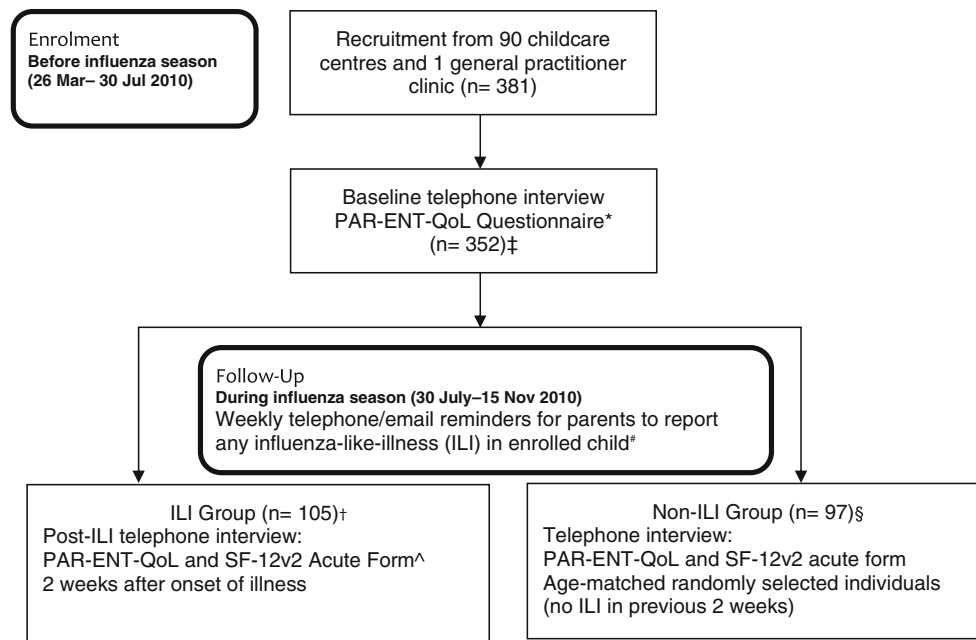 Enrolment
Before influenza season
(26 Mar– 30 Jul 2010)
Recruitment from 90 childcare
centres and 1 general practitioner
clinic (n= 381)
Baseline telephone interview
PAR-ENT-QoL Questionnaire*
(n= 352)‡
Follow-Up
During influenza season (30 July–15 Nov 2010)
Weekly telephone/email reminders for parents to report
any influenza-like-illness (ILI) in enrolled child#
ILI Group (n= 105)†
Post-ILI telephone interview:
PAR-ENT-QoL and SF-12v2 Acute Form^
2 weeks after onset of illness
Non-ILI Group (n= 97)§
Telephone interview:
PAR-ENT-QoL and SF-12v2 acute form
Age-matched randomly selected individuals
(no ILI in previous 2 weeks)